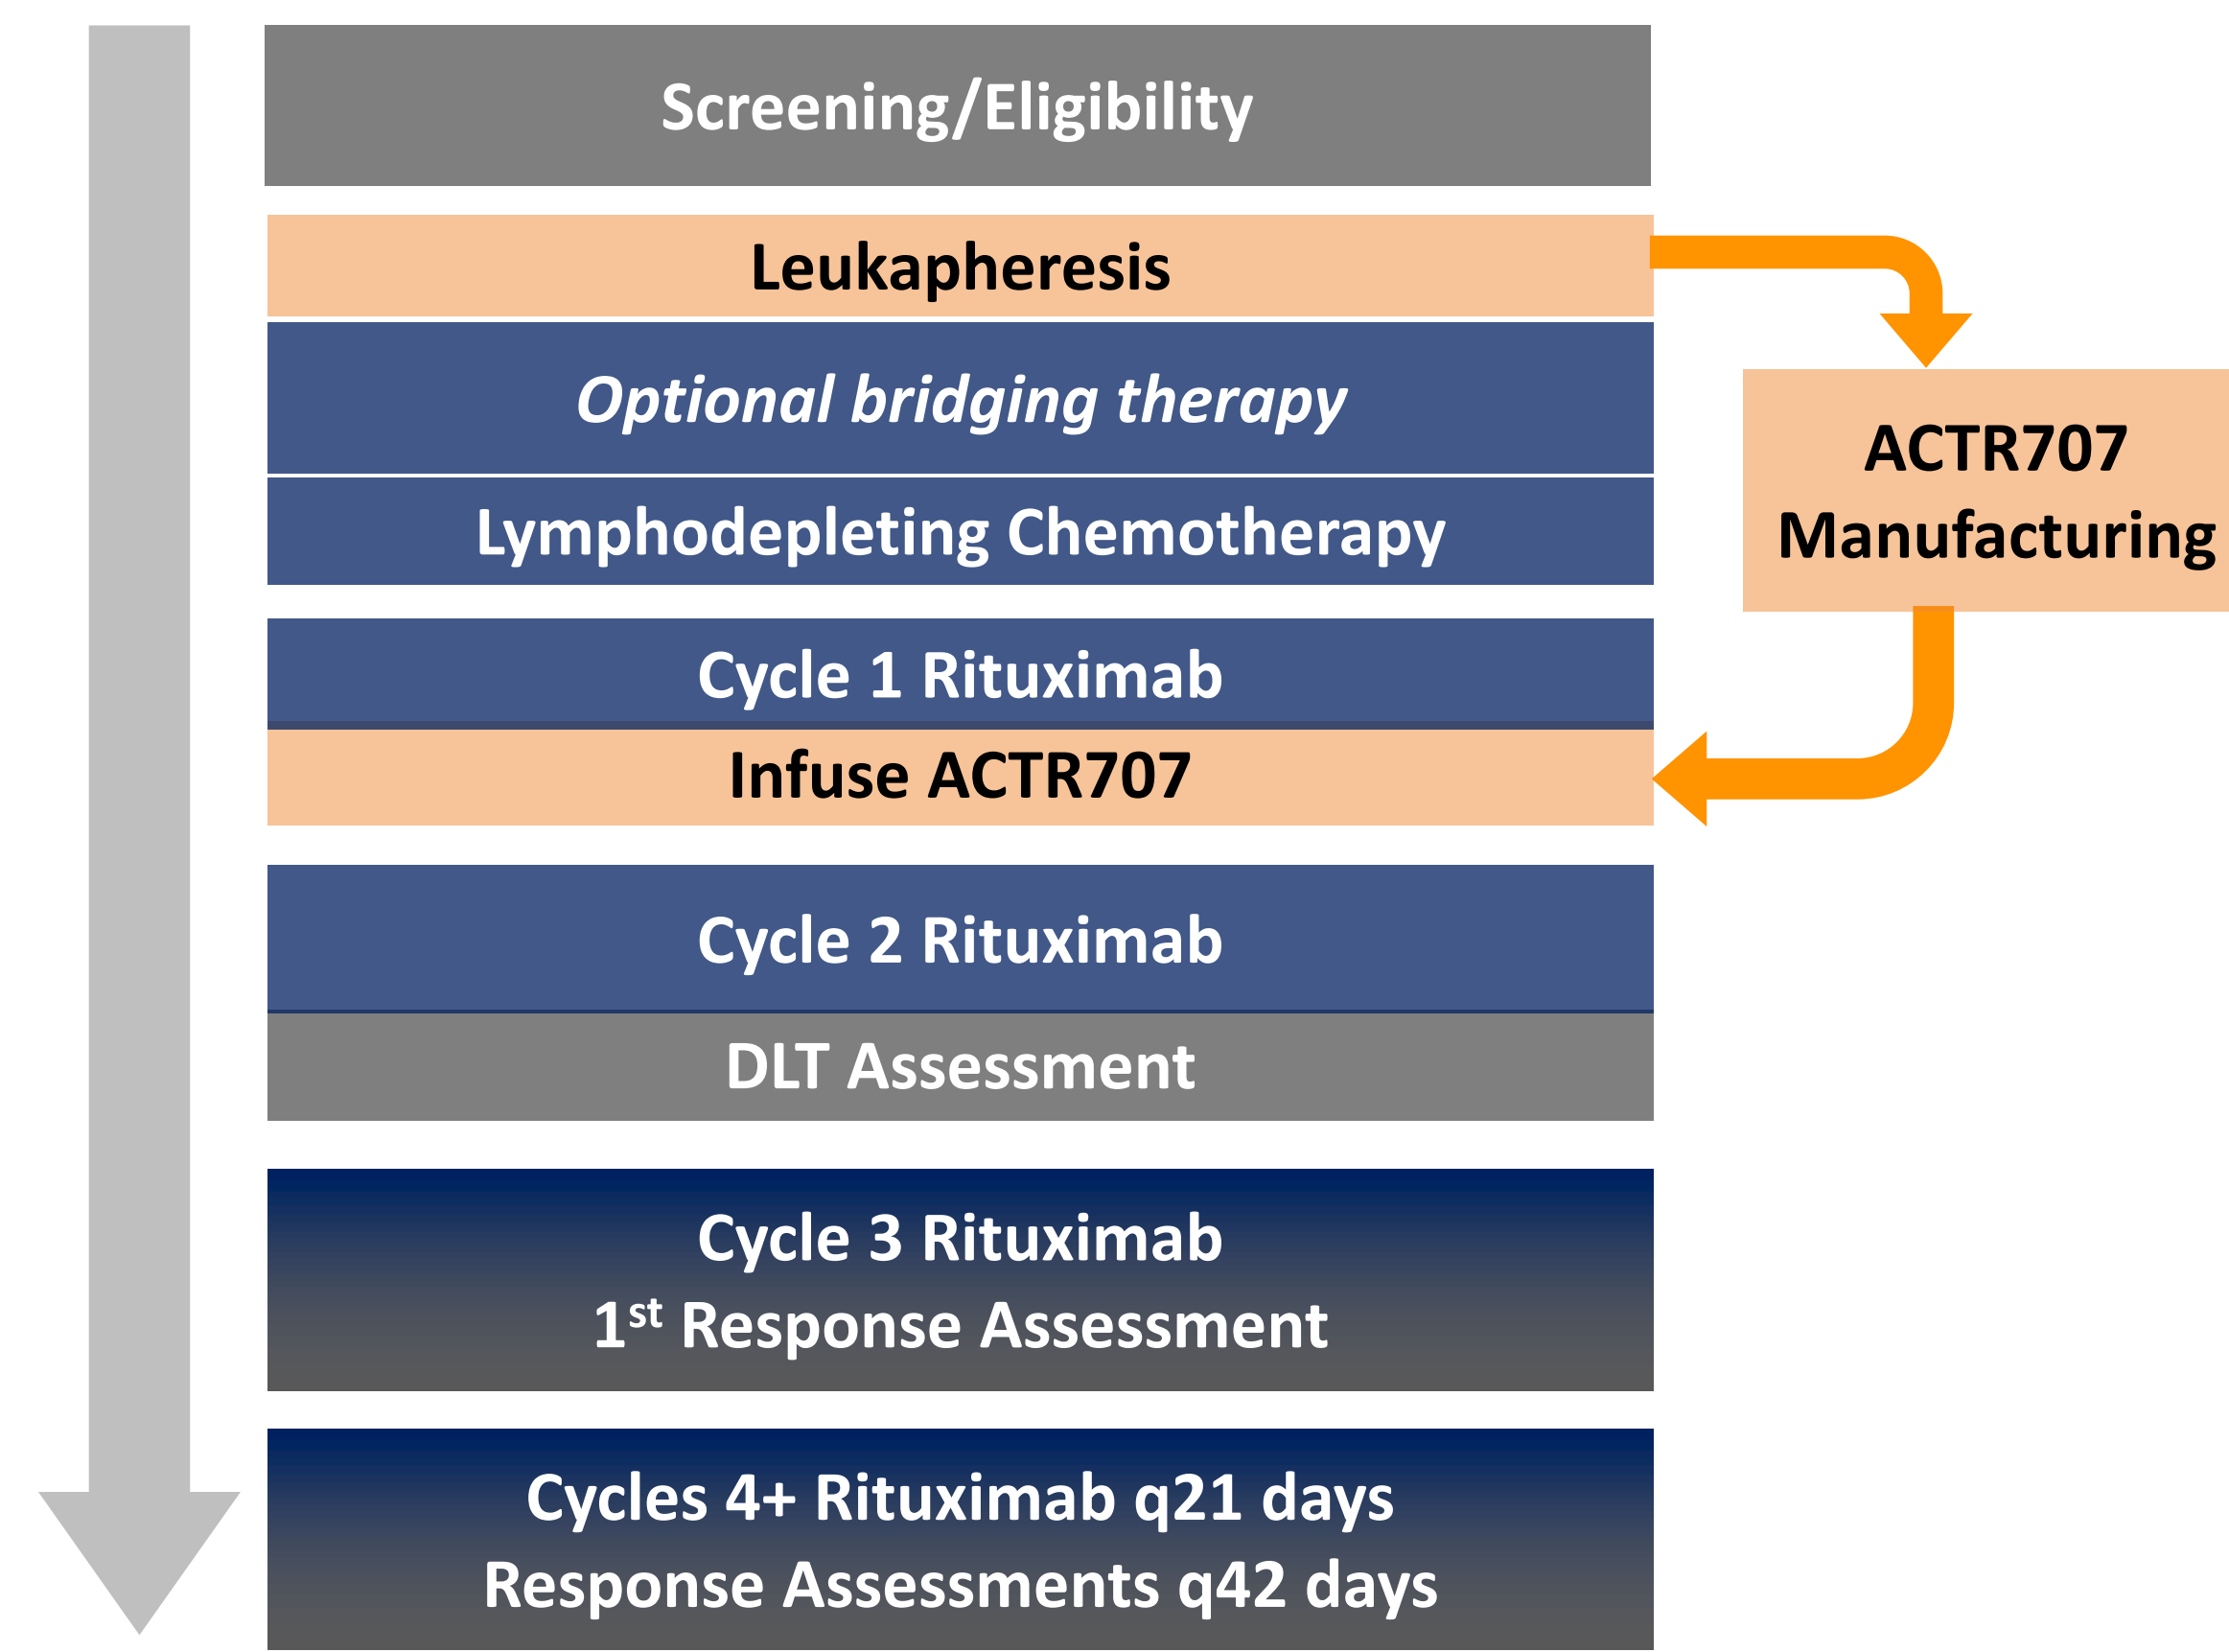 Screening/Eligibility
Leukapheresis
Optional bridging therapy
Lymphodepleting Chemotherapy
ACTR707
Manufacturing
Cycle 1 Rituximab
Infuse ACTR707
Cycle 2 Rituximab
DLT Assessment
Cycle 3 Rituximab
1st Response Assessment
Cycles 4+ Rituximab q21 days
Response Assessments q42 days